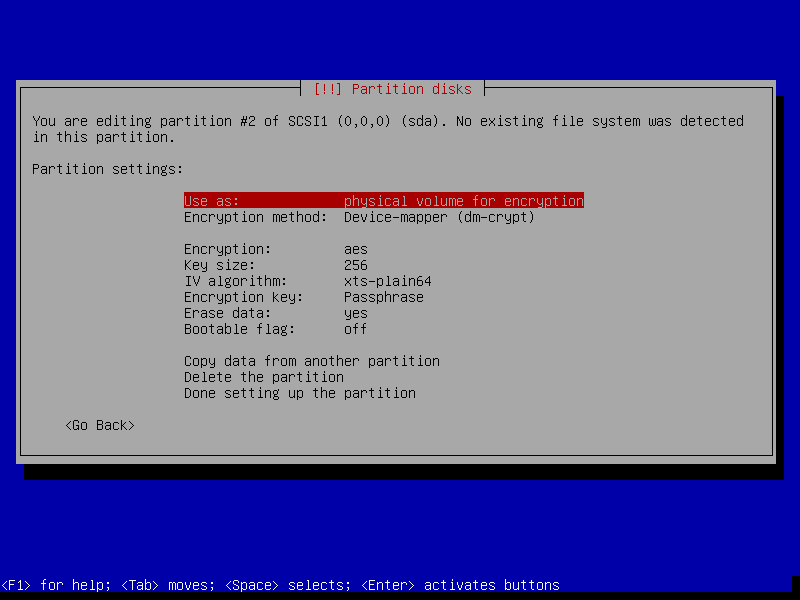 [!!] Partition disks
You are editing partition #2 of SCSI1 (0,0,0) (sda). No existing file system was detected
in this partition.
Partition settings:
Use as: physical volume for encryption
Encryption method: Device-mapper (dm-crypt)
Encryption: aes
Key size: 256
IV algorithm: xts-plain64
Encryption key: Passphrase
Erase data: yes
Bootable flag: off
Copy data from another partition
Delete the partition
Done setting up the partition
<Go Back>
<F1> for help; <Tab> moves; <Space> selects; <Enter> activates buttons